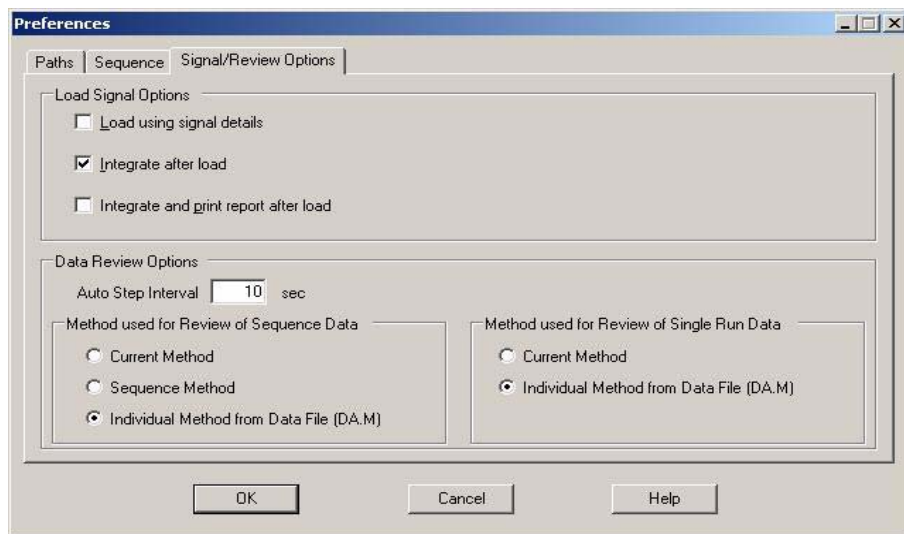 Preferences
Paths Sequence Signal/Review Options
Load Signal Options
Load using signal details
Integrate after load
Integrate and print report after load
Data Review Options
Auto Step Interval 10 sec
Method used for Review of Sequence Data
Current Method
Sequence Method
Individual Method from Data File (DA.M)
Method used for Review of Single Run Data
Current Method
Individual Method from Data File (DA.M)
OK Cancel Help